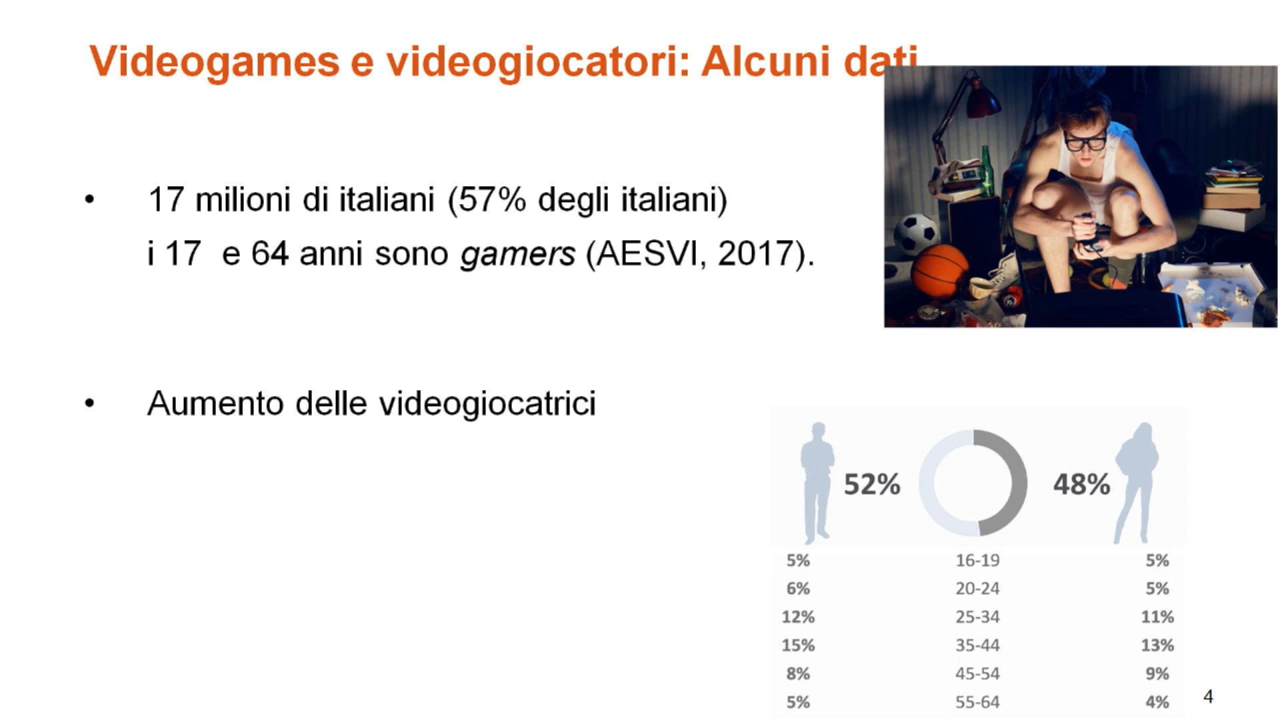 Videogames e videogiocatori: Alcuni dati
• 17 milioni di italiani (57% degli italiani)
i 17 e 64 anni sono gamers (AESVI, 2017).
• Aumento delle videogiocatrici
52% 48%
5% 16-19 5%
6% 20-24 5%
12% 25-34 11%
15% 35-44 13%
8% 45-54 9%
5% 55-64 4%
4